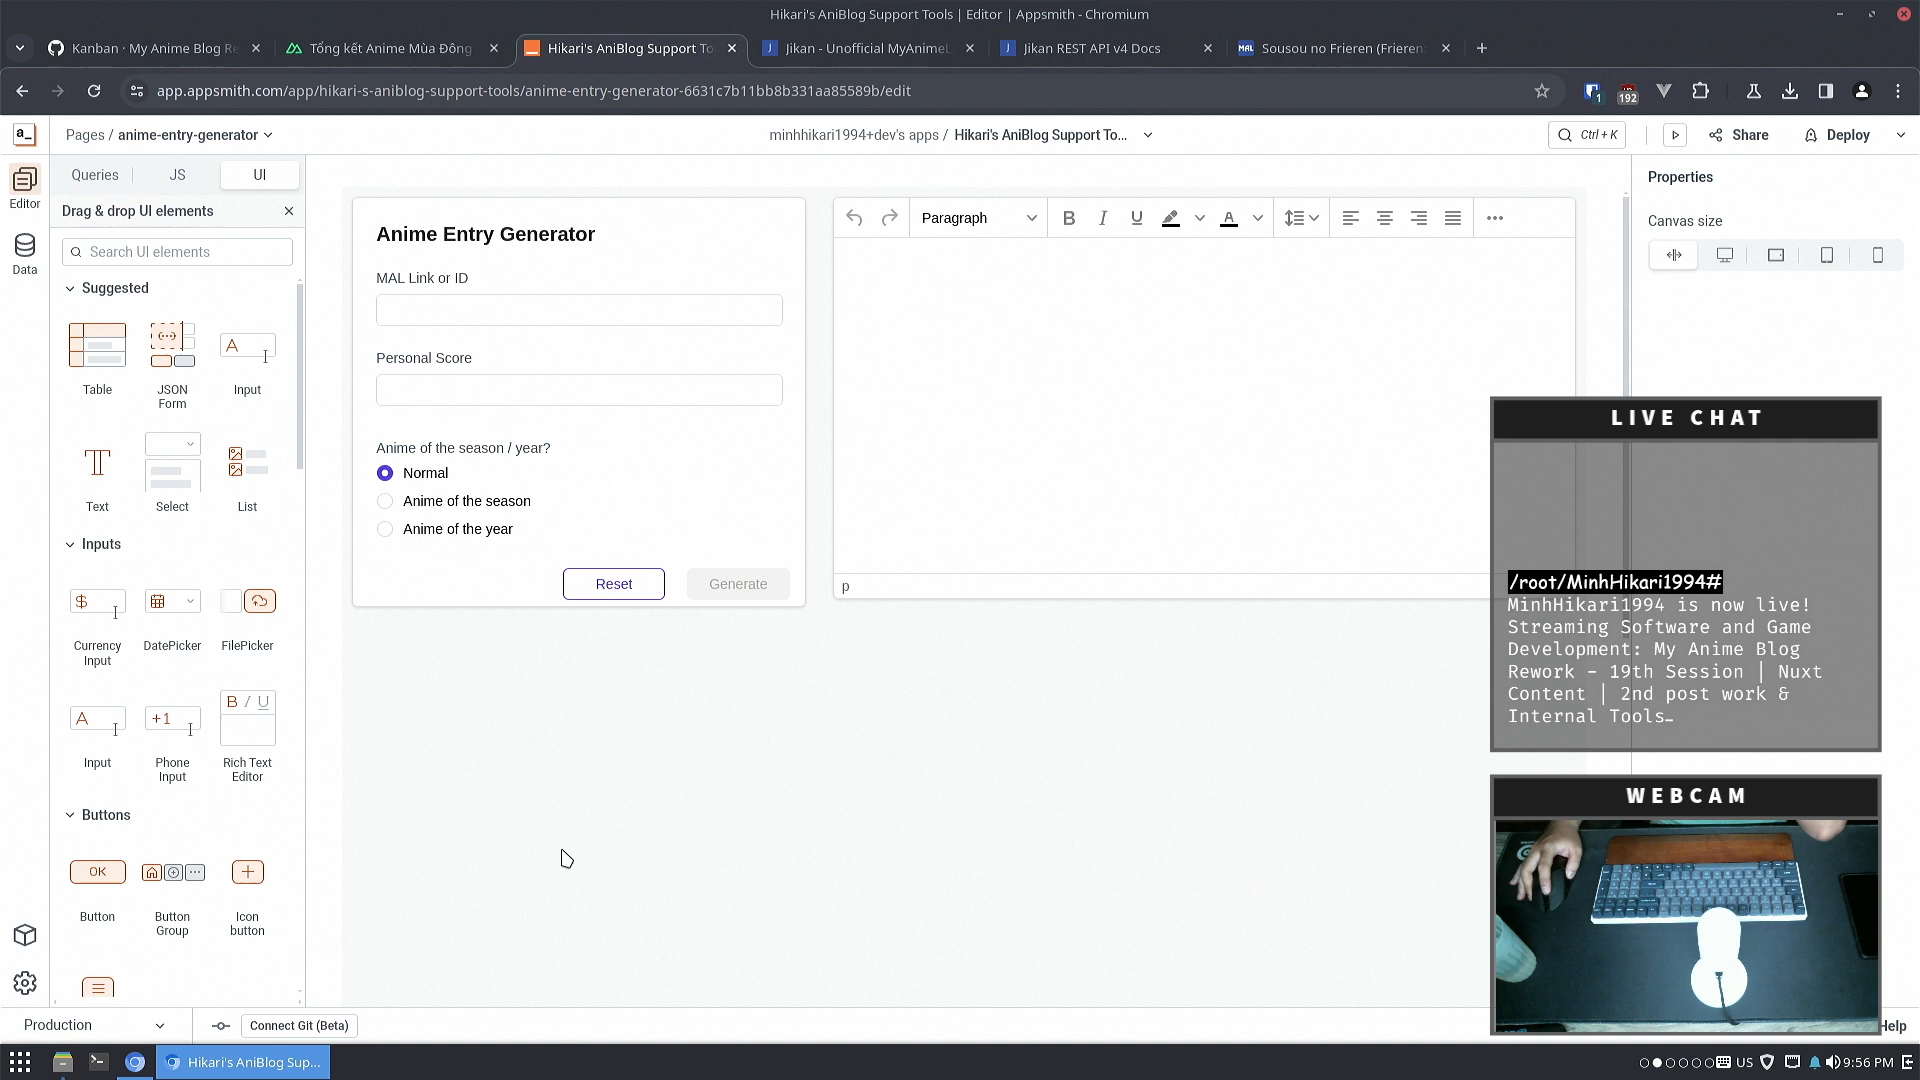 Hikari's AniBlog Support Tools | Editor | Appsmith - Chromium
Kanban · My Anime Blog Re
Tổng kết Anime Mùa Đông
Hikari's AniBlog Support To
Jikan - Unofficial MyAnimeL
Jikan REST API v4 Docs
MAL
Sousou no Frieren (Frieren:
app.appsmith.com/app/hikari-s-aniblog-support-tools/anime-entry-generator-6631c7b11bb8b331aa85589b/edit
1
192
a_
Pages / anime-entry-generator
minhhikari1994+dev's apps / Hikari's AniBlog Support To...
Ctrl + K
Share
Deploy
Editor
Data
Queries
JS
UI
Drag & drop UI elements
Search UI elements
Suggested
Table
JSON Form
Input
Text
Select
List
Inputs
Currency Input
DatePicker
FilePicker
+1
B / U
Input
Phone Input
Rich Text Editor
Buttons
OK
Button
Button Group
Icon button
Anime Entry Generator
MAL Link or ID
Personal Score
Anime of the season / year?
Normal
Anime of the season
Anime of the year
Reset
Generate
Paragraph
B
I
U
A
p
Properties
Canvas size
LIVE CHAT
/root/MinhHikari1994#
MinhHikari1994 is now live!
Streaming Software and Game
Development: My Anime Blog
Rework - 19th Session | Nuxt
Content | 2nd post work &
Internal Tools_
WEBCAM
Production
Connect Git (Beta)
Help
Hikari's AniBlog Sup...
US
9:56 PM